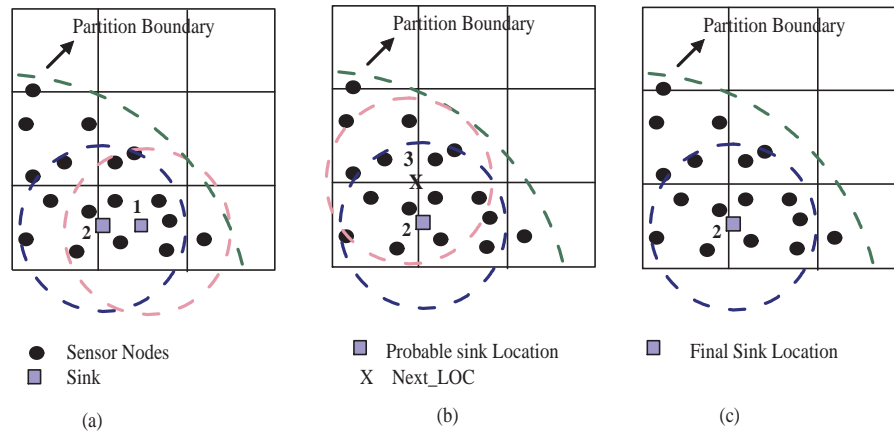 Partition Boundary
1
2
Sensor Nodes
Sink
(a)
Partition Boundary
3
X
2
Probable sink Location
X Next_LOC
(b)
Partition Boundary
2
Final Sink Location
(c)